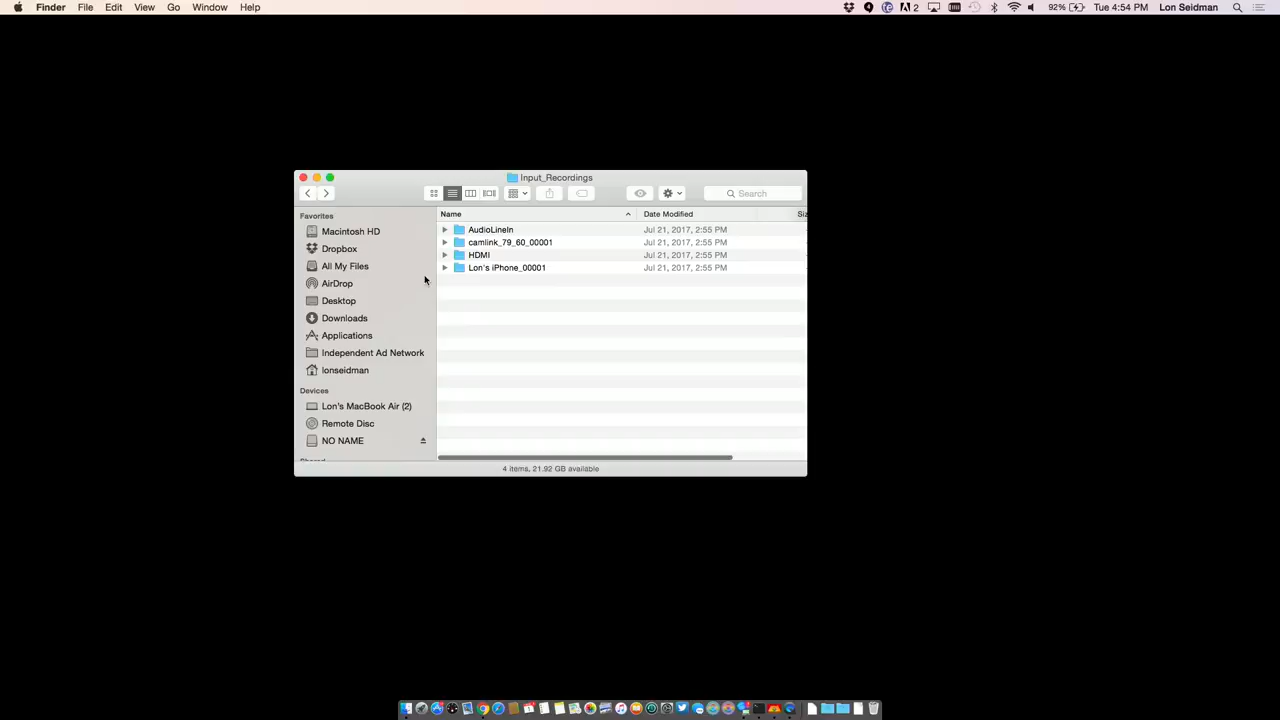 Finder File Edit View Go Window Help 2 92% Tue 4:54 PM Lon Seidman
Input_Recordings
Search
Favorites
Macintosh HD
Dropbox
All My Files
AirDrop
Desktop
Downloads
Applications
Independent Ad Network
lonseidman
Devices
Lon's MacBook Air (2)
Remote Disc
NO NAME
Name Date Modified
AudioLineIn Jul 21, 2017, 2:55 PM
camlink_79_60_00001 Jul 21, 2017, 2:55 PM
HDMI Jul 21, 2017, 2:55 PM
Lon's iPhone_00001 Jul 21, 2017, 2:55 PM
4 items, 21.92 GB available